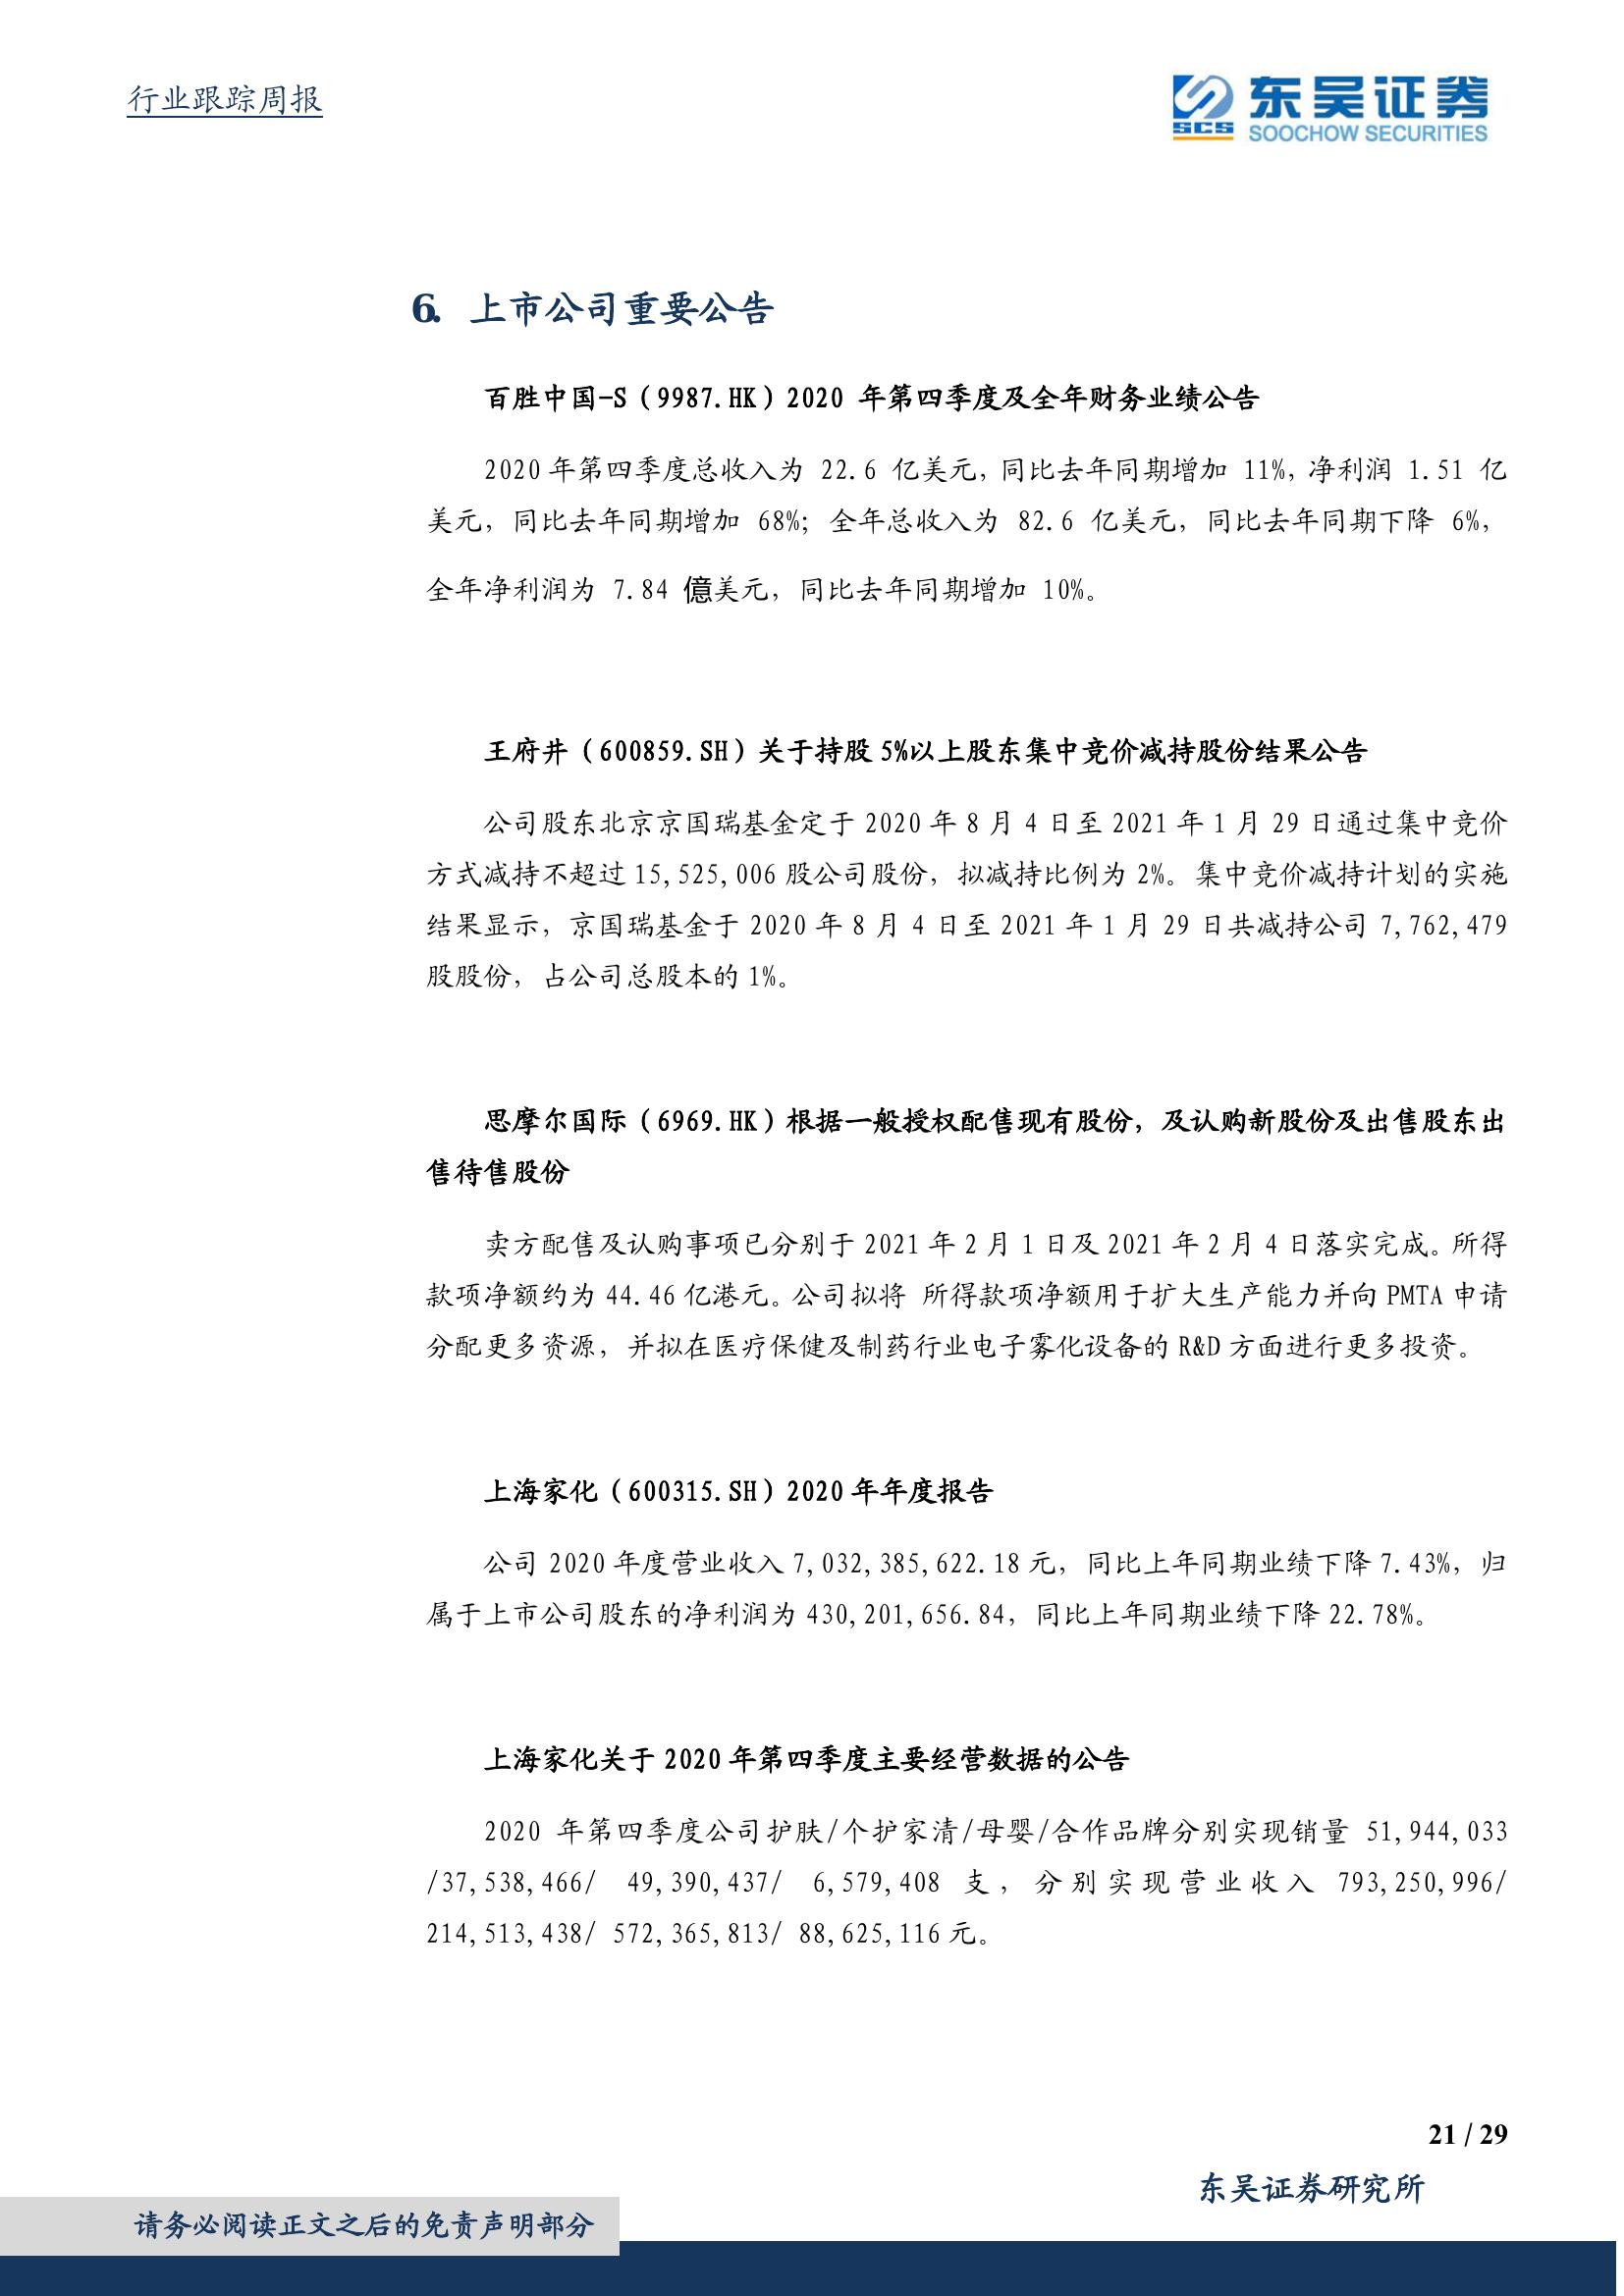 行业跟踪周报
SCS
东吴证券
SOOCHOW SECURITIES
6. 上市公司重要公告
百胜中国-S（9987.HK）2020 年第四季度及全年财务业绩公告
2020 年第四季度总收入为 22.6 亿美元，同比去年同期增加 11%，净利润 1.51 亿
美元，同比去年同期增加 68%；全年总收入为 82.6 亿美元，同比去年同期下降 6%，
全年净利润为 7.84 億美元，同比去年同期增加 10%。
王府井（600859.SH）关于持股 5%以上股东集中竞价减持股份结果公告
公司股东北京京国瑞基金定于 2020 年 8 月 4 日至 2021 年 1 月 29 日通过集中竞价
方式减持不超过 15,525,006 股公司股份，拟减持比例为 2%。集中竞价减持计划的实施
结果显示，京国瑞基金于 2020 年 8 月 4 日至 2021 年 1 月 29 日共减持公司 7,762,479
股股份，占公司总股本的 1%。
思摩尔国际（6969.HK）根据一般授权配售现有股份，及认购新股份及出售股东出
售待售股份
卖方配售及认购事项已分别于 2021 年 2 月 1 日及 2021 年 2 月 4 日落实完成。所得
款项净额约为 44.46 亿港元。公司拟将 所得款项净额用于扩大生产能力并向 PMTA 申请
分配更多资源，并拟在医疗保健及制药行业电子雾化设备的 R&D 方面进行更多投资。
上海家化（600315.SH）2020 年年度报告
公司 2020 年度营业收入 7,032,385,622.18 元，同比上年同期业绩下降 7.43%，归
属于上市公司股东的净利润为 430,201,656.84，同比上年同期业绩下降 22.78%。
上海家化关于 2020 年第四季度主要经营数据的公告
2020 年第四季度公司护肤/个护家清/母婴/合作品牌分别实现销量 51,944,033
/37,538,466/ 49,390,437/ 6,579,408 支，分别实现营业收入 793,250,996/
214,513,438/ 572,365,813/ 88,625,116 元。
21 / 29
东吴证券研究所
请务必阅读正文之后的免责声明部分